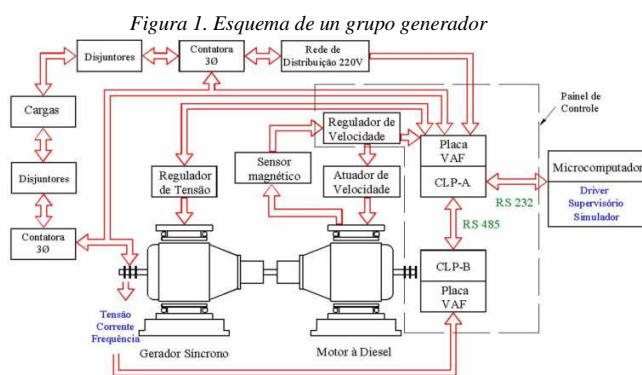 Figura 1. Esquema de un grupo generador
Disjuntores
Contatora
3Ø
Rede de
Distribuição 220V
Cargas
Disjuntores
Contatora
3Ø
Regulador
de Tensão
Sensor
magnético
Regulador de
Velocidade
Atuador de
Velocidade
Painel de
Controle
Placa
VAF
CLP-A
RS 232
Microcomputador
Driver
Supervisório
Simulador
RS 485
CLP-B
Placa
VAF
Tensão
Corrente
Frequência
Gerador Síncrono
Motor à Diesel